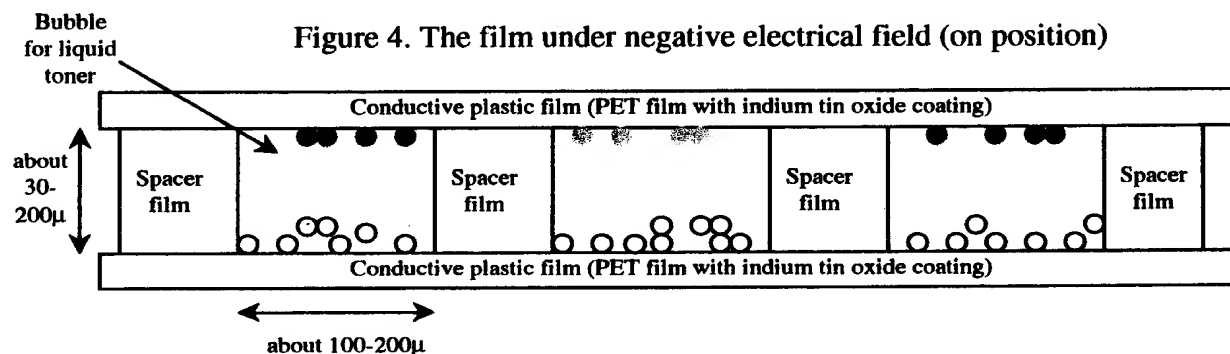 Bubble
for liquid
toner
Figure 4. The film under negative electrical field (on position)
Conductive plastic film (PET film with indium tin oxide coating)
about
30-
200µ
Spacer
film
Spacer
film
Spacer
film
Spacer
film
Conductive plastic film (PET film with indium tin oxide coating)
about 100-200µ